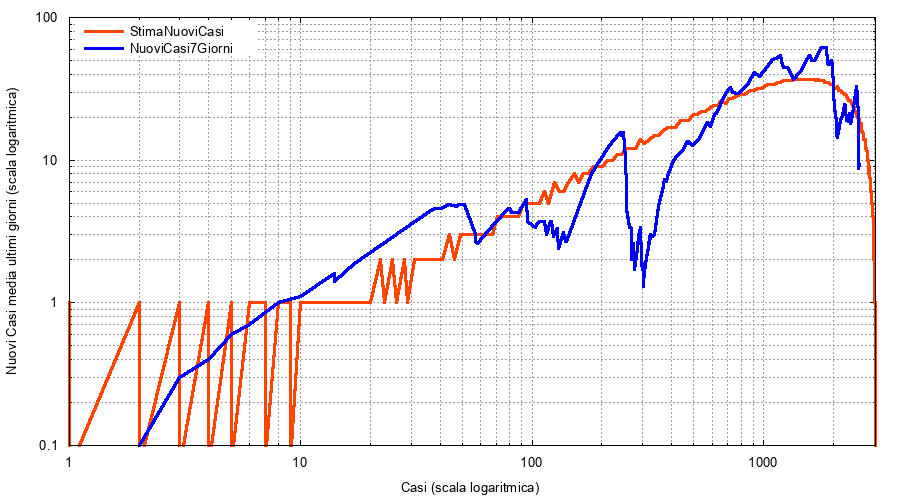 100
10
1
0.1
1
10
100
1000
StimaNuoviCasi
NuoviCasi7Giorni
Nuovi Casi media ultimi giorni (scala logaritmica)
Casi (scala logaritmica)